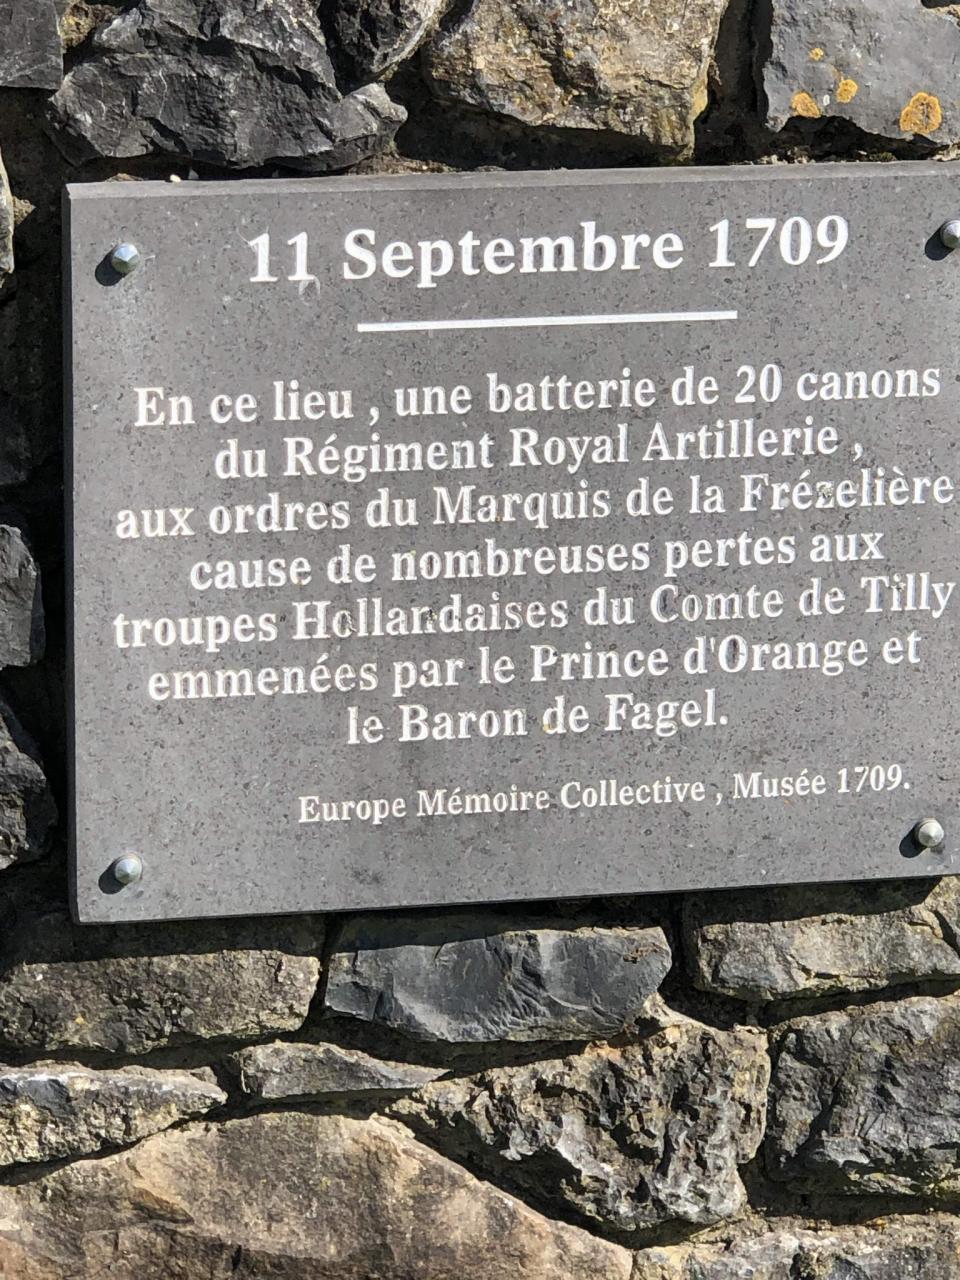 11 Septembre 1709
En ce lieu , une batterie de 20 canons
du Régiment Royal Artillerie ,
aux ordres du Marquis de la Frézelière
cause de nombreuses pertes aux
troupes Hollandaises du Comte de Tilly
emmenées par le Prince d'Orange et
le Baron de Fagel.
Europe Mémoire Collective , Musée 1709.